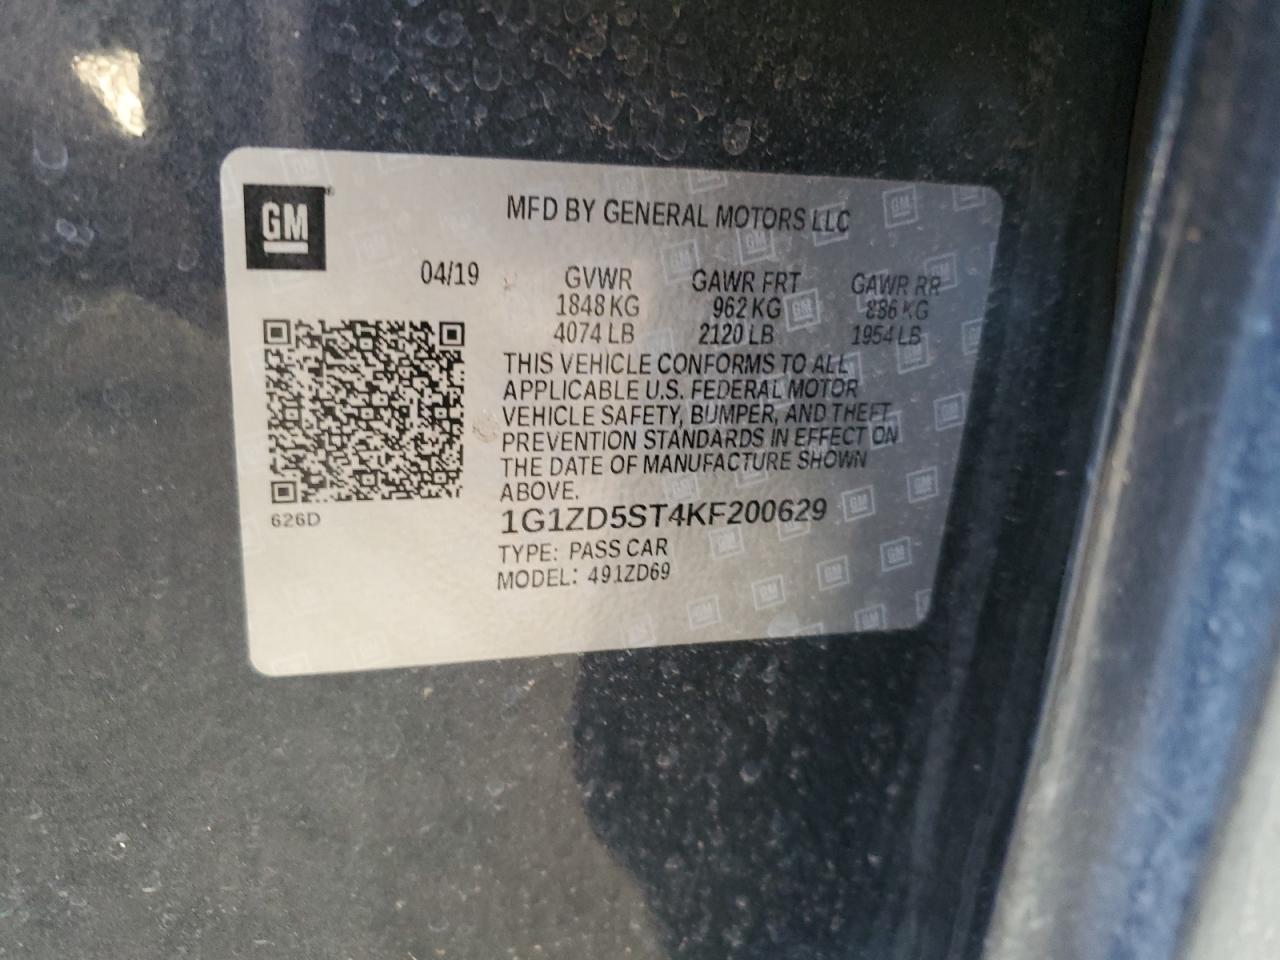 GM
MFD BY GENERAL MOTORS LLC
04/19 GVWR GAWR FRT GAWR RR
1848 KG 962 KG 886 KG
4074 LB 2120 LB 1954 LB
THIS VEHICLE CONFORMS TO ALL
APPLICABLE U.S. FEDERAL MOTOR
VEHICLE SAFETY, BUMPER, AND THEFT
PREVENTION STANDARDS IN EFFECT ON
THE DATE OF MANUFACTURE SHOWN
ABOVE.
626D
1G1ZD5ST4KF200629
TYPE: PASS CAR
MODEL: 491ZD69